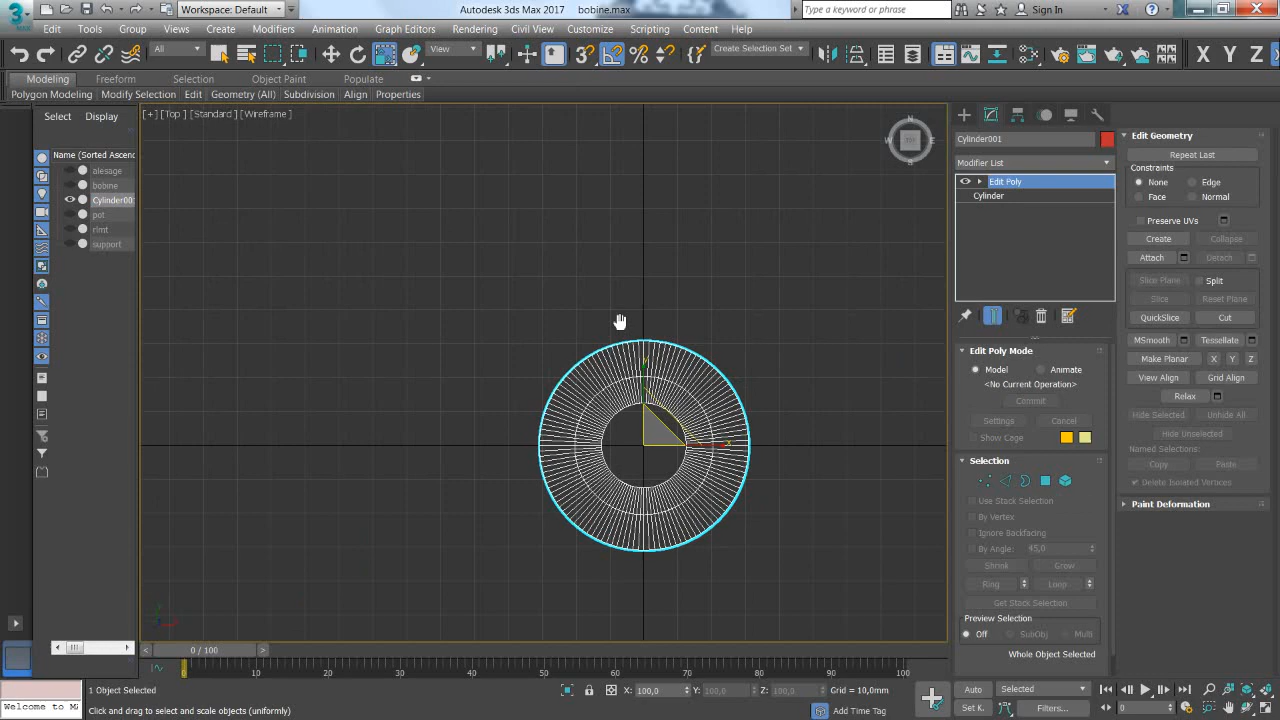 3 Workspace: Default Autodesk 3ds Max 2017 bobine.max Type a keyword or phrase Sign In
MAX
Edit Tools Group Views Create Modifiers Animation Graph Editors Rendering Civil View Customize Scripting Content Help
All View 3 Create Selection Set X Y Z
Modeling Freeform Selection Object Paint Populate
Polygon Modeling Modify Selection Edit Geometry (All) Subdivision Align Properties
Select Display
[+] [Top ] [Standard ] [Wireframe ]
N
W E
S
TOP
Name (Sorted Ascen
alesage
bobine
Cylinder00
pot
rlmt
support
y
x
Cylinder001
Modifier List
Edit Poly
Cylinder
Edit Poly Mode
Model Animate
<No Current Operation>
Commit
Settings Cancel
Show Cage
Selection
Use Stack Selection
By Vertex
Ignore Backfacing
By Angle: 45,0
Shrink Grow
Ring Loop
Get Stack Selection
Preview Selection
Off SubObj Multi
Whole Object Selected
Edit Geometry
Repeat Last
Constraints
None Edge
Face Normal
Preserve UVs
Create Collapse
Attach Detach
Slice Plane Split
Slice Reset Plane
QuickSlice Cut
MSmooth Tessellate
Make Planar X Y Z
View Align Grid Align
Relax
Hide Selected Unhide All
Hide Unselected
Named Selections:
Copy Paste
Delete Isolated Vertices
Paint Deformation
< 0 / 100 >
0 10 20 30 40 50 60 70 80 90 100
1 Object Selected X: 100,0 Y: 100,0 Z: 100,0 Grid = 10,0mm Auto Selected
Welcome to M Click and drag to select and scale objects (uniformly) Add Time Tag Set K. Filters... 0